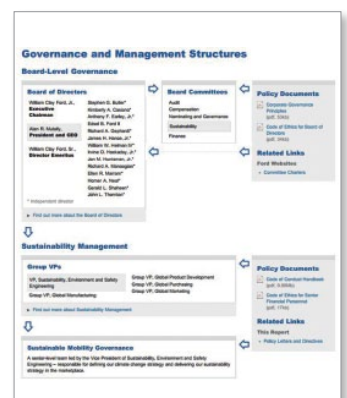 Governance and Management Structures
Board-Level Governance
Board of Directors
William Clay Ford, Jr.,
Executive
Chairman
Alan R. Mulally,
President and CEO
William Clay Ford, Sr.,
Director Emeritus
Stephen G. Butler*
Kimberly A. Casiano*
Anthony F. Earley, Jr.*
Edsel B. Ford II
Richard A. Gephardt*
James H. Hance, Jr.*
William W. Helman IV*
Irvine O. Hockaday, Jr.*
Jon M. Huntsman, Jr.*
Richard A. Manoogian*
Ellen R. Marram*
Homer A. Neal*
Gerald L. Shaheen*
John L. Thornton*
* Independent director
Find out more about the Board of Directors
Board Committees
Audit
Compensation
Nominating and Governance
Sustainability
Finance
Policy Documents
Corporate Governance
Principles
Code of Ethics for Board of
Directors
Related Links
Ford Websites
Committee Charters
Sustainability Management
Group VPs
VP, Sustainability, Environment and Safety
Engineering
Group VP, Global Manufacturing
Group VP, Global Product Development
Group VP, Global Purchasing
Group VP, Global Marketing
Find out more about Sustainability Management
Policy Documents
Code of Conduct Handbook
Code of Ethics for Senior
Financial Personnel
Related Links
This Report
Policy Letters and Directives
Sustainable Mobility Governance
A senior-level team led by the Vice President of Sustainability, Environment and Safety
Engineering – responsible for defining our climate change strategy and delivering our sustainability
strategy in the marketplace.